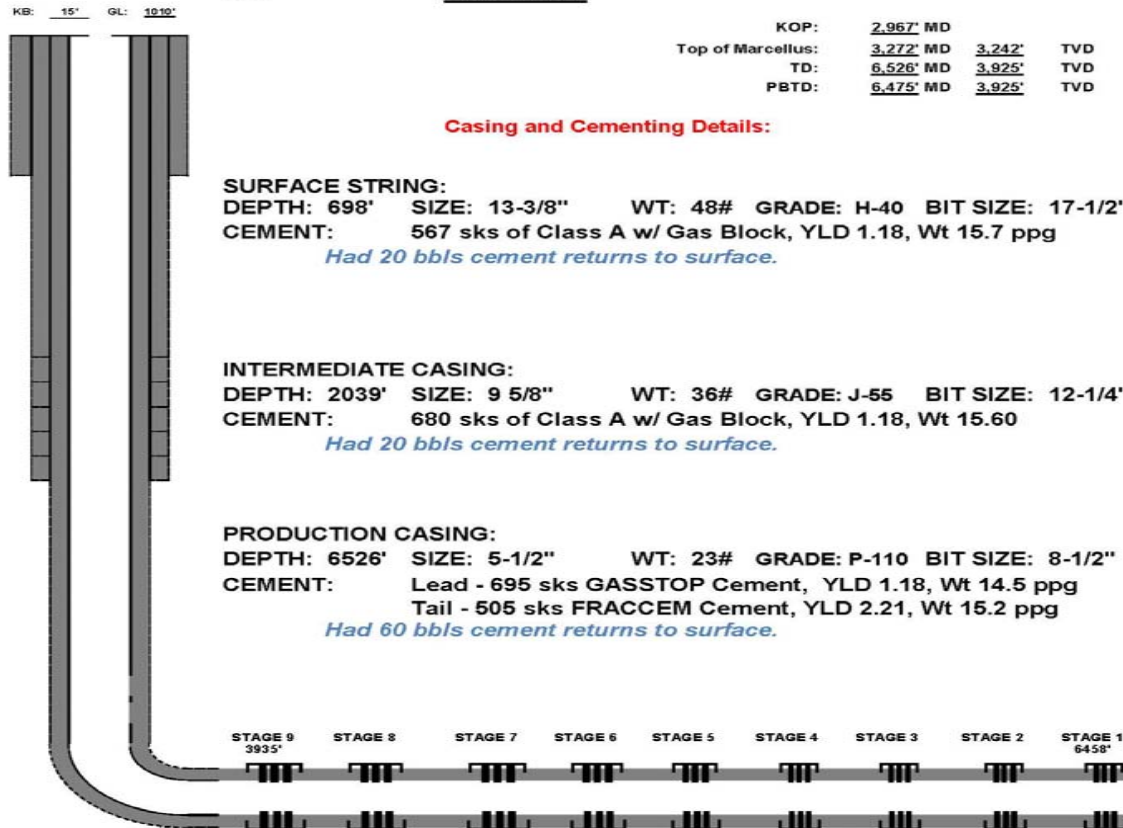 KB: 15' GL: 1010'
KOP: 2,967' MD
Top of Marcellus: 3,272' MD 3,242' TVD
TD: 6,526' MD 3,925' TVD
PBTD: 6,475' MD 3,925' TVD
Casing and Cementing Details:
SURFACE STRING:
DEPTH: 698' SIZE: 13-3/8" WT: 48# GRADE: H-40 BIT SIZE: 17-1/2"
CEMENT: 567 sks of Class A w/ Gas Block, YLD 1.18, Wt 15.7 ppg
Had 20 bbls cement returns to surface.
INTERMEDIATE CASING:
DEPTH: 2039' SIZE: 9 5/8" WT: 36# GRADE: J-55 BIT SIZE: 12-1/4"
CEMENT: 680 sks of Class A w/ Gas Block, YLD 1.18, Wt 15.60
Had 20 bbls cement returns to surface.
PRODUCTION CASING:
DEPTH: 6526' SIZE: 5-1/2" WT: 23# GRADE: P-110 BIT SIZE: 8-1/2"
CEMENT: Lead - 695 sks GASSTOP Cement, YLD 1.18, Wt 14.5 ppg
Tail - 505 sks FRACCEM Cement, YLD 2.21, Wt 15.2 ppg
Had 60 bbls cement returns to surface.
STAGE 9 STAGE 8 STAGE 7 STAGE 6 STAGE 5 STAGE 4 STAGE 3 STAGE 2 STAGE 1
3935' 6458'